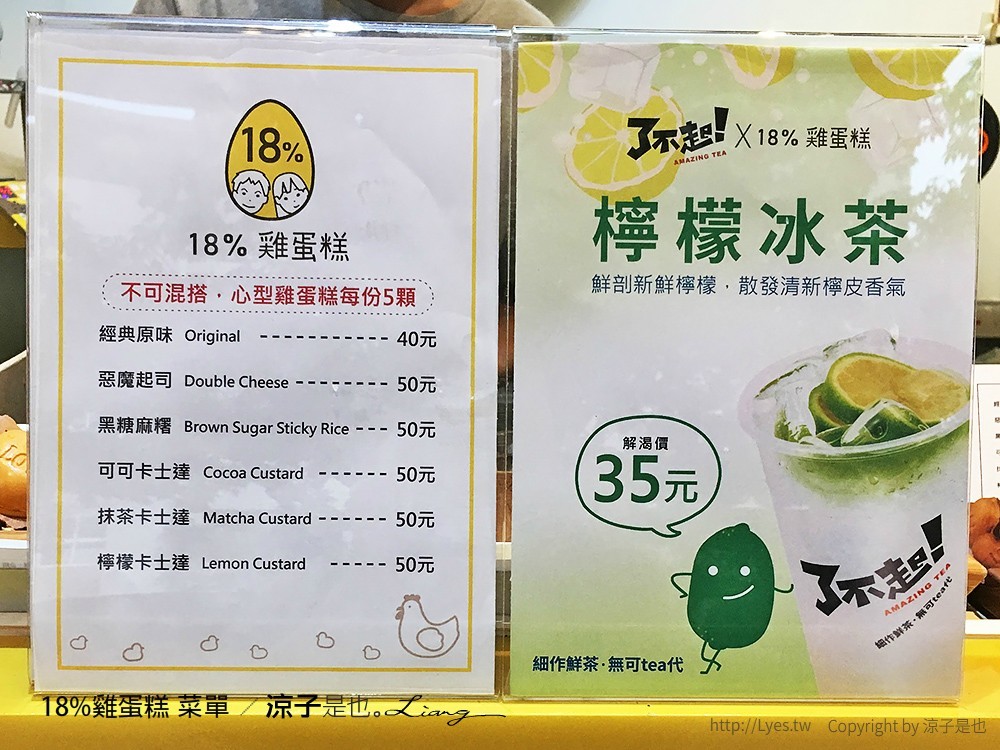 18%
18% 雞蛋糕
不可混搭，心型雞蛋糕每份5顆
經典原味 Original ----------- 40元
惡魔起司 Double Cheese -------- 50元
黑糖麻糬 Brown Sugar Sticky Rice --- 50元
可可卡士達 Cocoa Custard ------ 50元
抹茶卡士達 Matcha Custard ------ 50元
檸檬卡士達 Lemon Custard ----- 50元
了不起! X 18% 雞蛋糕
AMAZING TEA
檸檬冰茶
鮮剖新鮮檸檬，散發清新檸皮香氣
解渴價
35元
了不起!
AMAZING TEA
細作鮮茶·無可tea代
細作鮮茶·無可tea代
18%雞蛋糕 菜單 ／ 涼子是也。Liang
http://Lyes.tw Copyright by 涼子是也